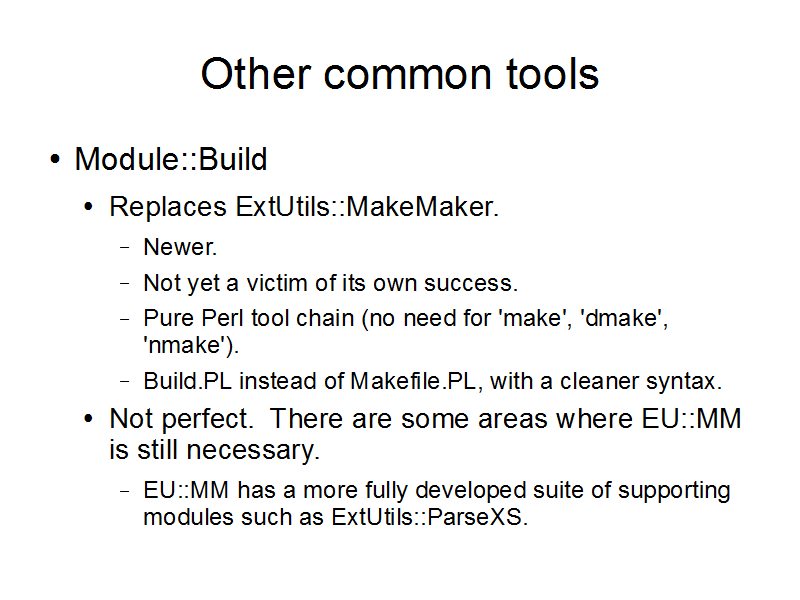 Other common tools
• Module::Build
• Replaces ExtUtils::MakeMaker.
– Newer.
– Not yet a victim of its own success.
– Pure Perl tool chain (no need for 'make', 'dmake',
'nmake').
– Build.PL instead of Makefile.PL, with a cleaner syntax.
• Not perfect.  There are some areas where EU::MM
is still necessary.
– EU::MM has a more fully developed suite of supporting
modules such as ExtUtils::ParseXS.